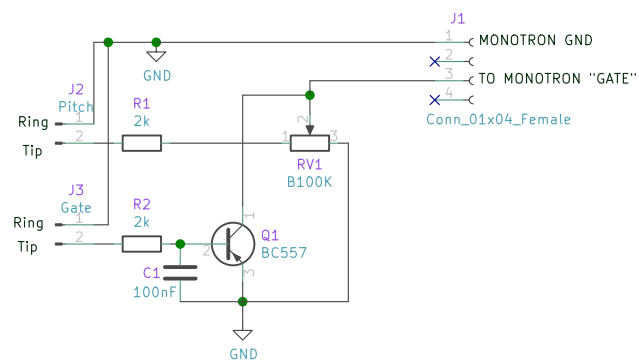 J1
1
MONOTRON GND
2
3
TO MONOTRON "GATE"
4
Conn_01x04_Female
GND
J2
Pitch
Ring
1
Tip
2
R1
2k
1
2
3
RV1
B100K
J3
Gate
Ring
1
Tip
2
R2
2k
2
1
Q1
BC557
3
C1
100nF
GND